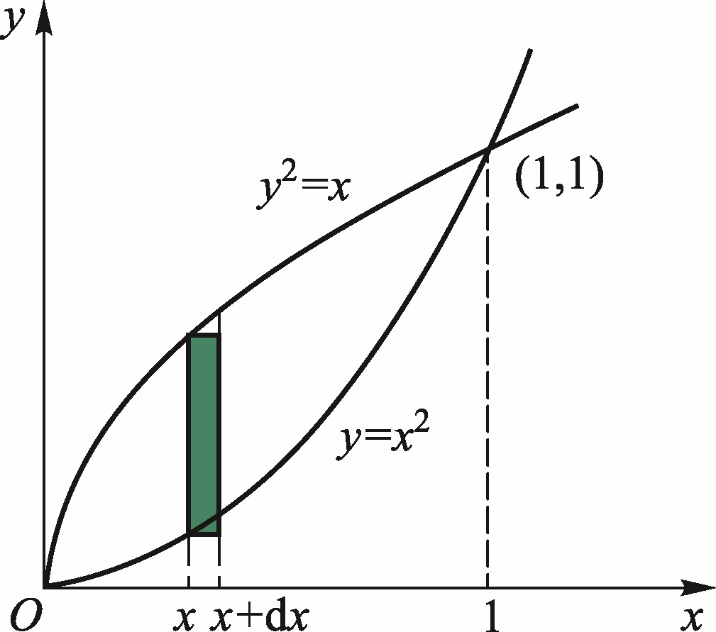 y
y²=x
(1,1)
y=x²
O
x
x+dx
1
x